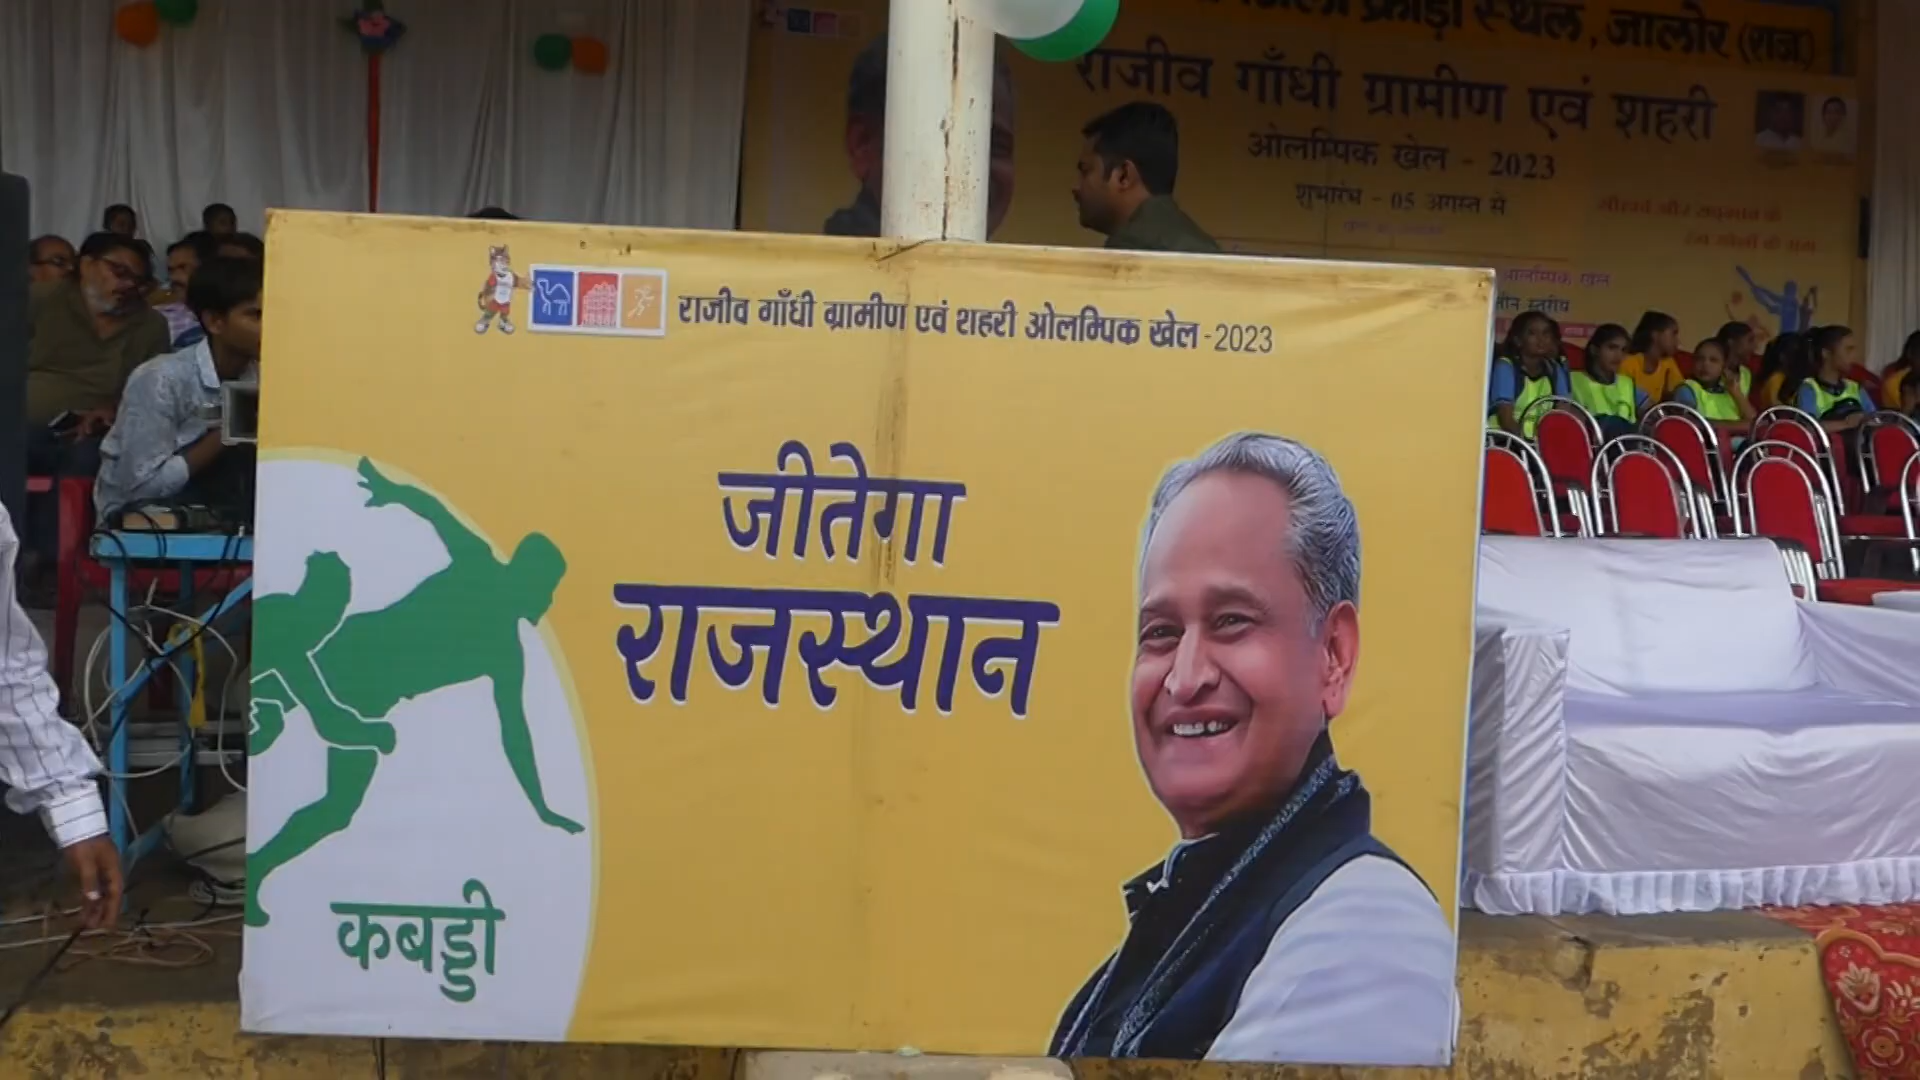 क्रीड़ा स्थल, जालोर (राज.)
राजीव गाँधी ग्रामीण एवं शहरी
ओलम्पिक खेल - 2023
शुभारंभ - 05 अगस्त से
राजीव गाँधी ग्रामीण एवं शहरी ओलम्पिक खेल-2023
जीतेगा
राजस्थान
कबड्डी